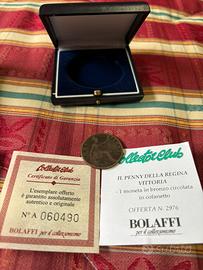 Collector Club
Certificato di Garanzia
L'esemplare offerto
è garantito assolutamente
autentico e originale
N° A 060490
BOLAFFI
per il collezionismo
Collector Club
IL PENNY DELLA REGINA
VITTORIA
- 1 moneta in bronzo circolata
in cofanetto
OFFERTA N. 2976
BOLAFFI
per il collezionismo